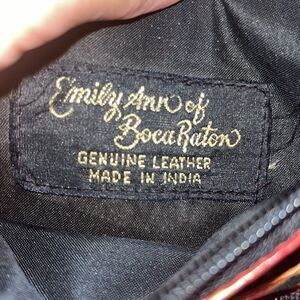 Emily Ann of
Boca Raton
GENUINE LEATHER
MADE IN INDIA